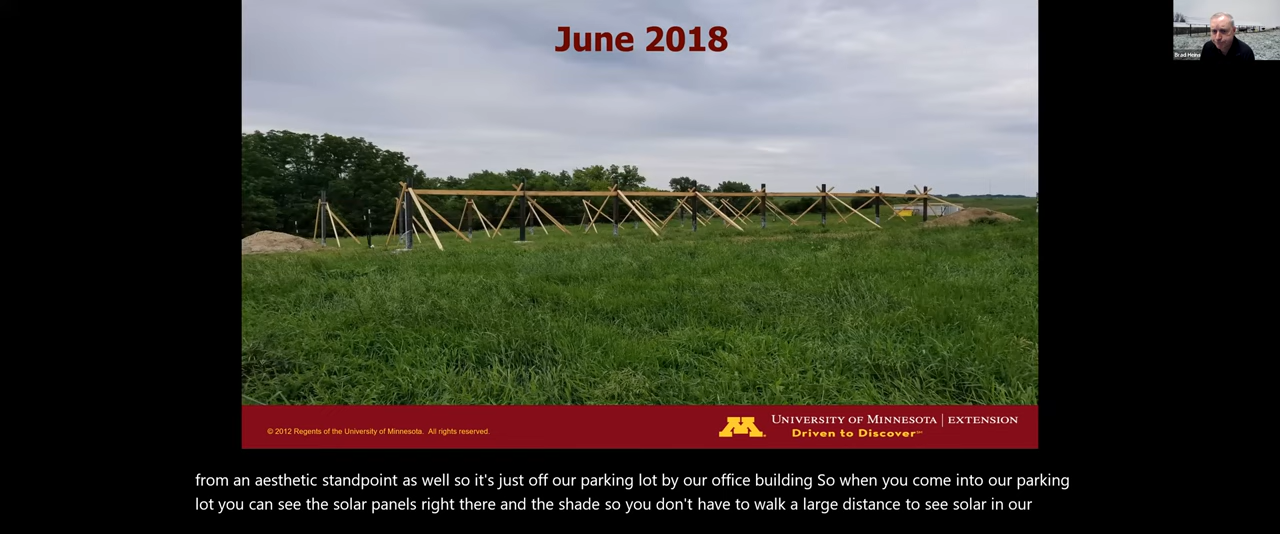 June 2018
Brad Heins
© 2012 Regents of the University of Minnesota. All rights reserved.
UNIVERSITY OF MINNESOTA | EXTENSION
Driven to Discover℠
from an aesthetic standpoint as well so it's just off our parking lot by our office building So when you come into our parking
lot you can see the solar panels right there and the shade so you don't have to walk a large distance to see solar in our